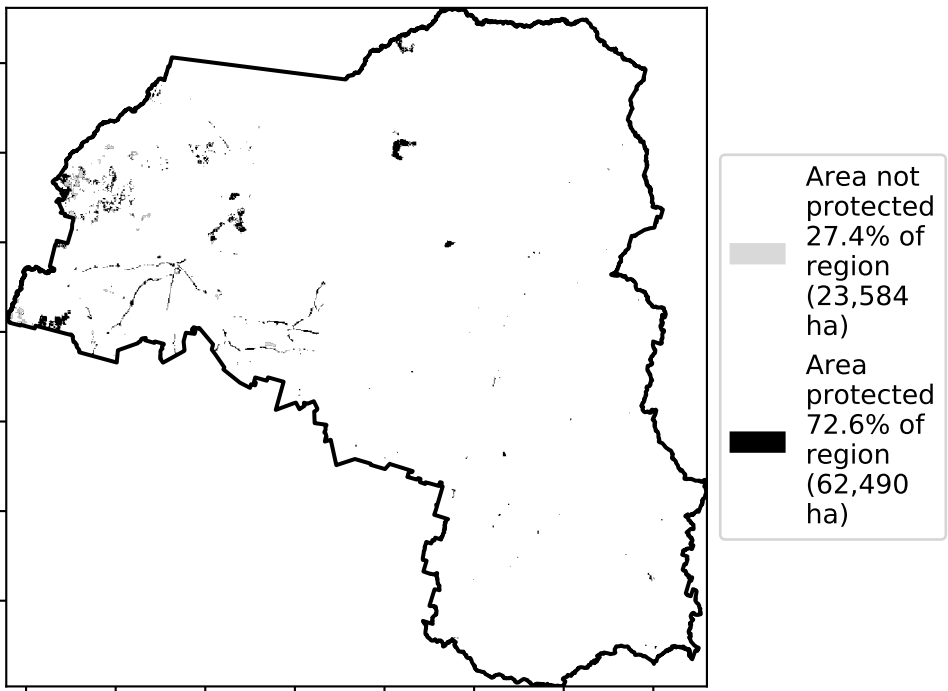 Area not
protected
27.4% of
region
(23,584
ha)
Area
protected
72.6% of
region
(62,490
ha)